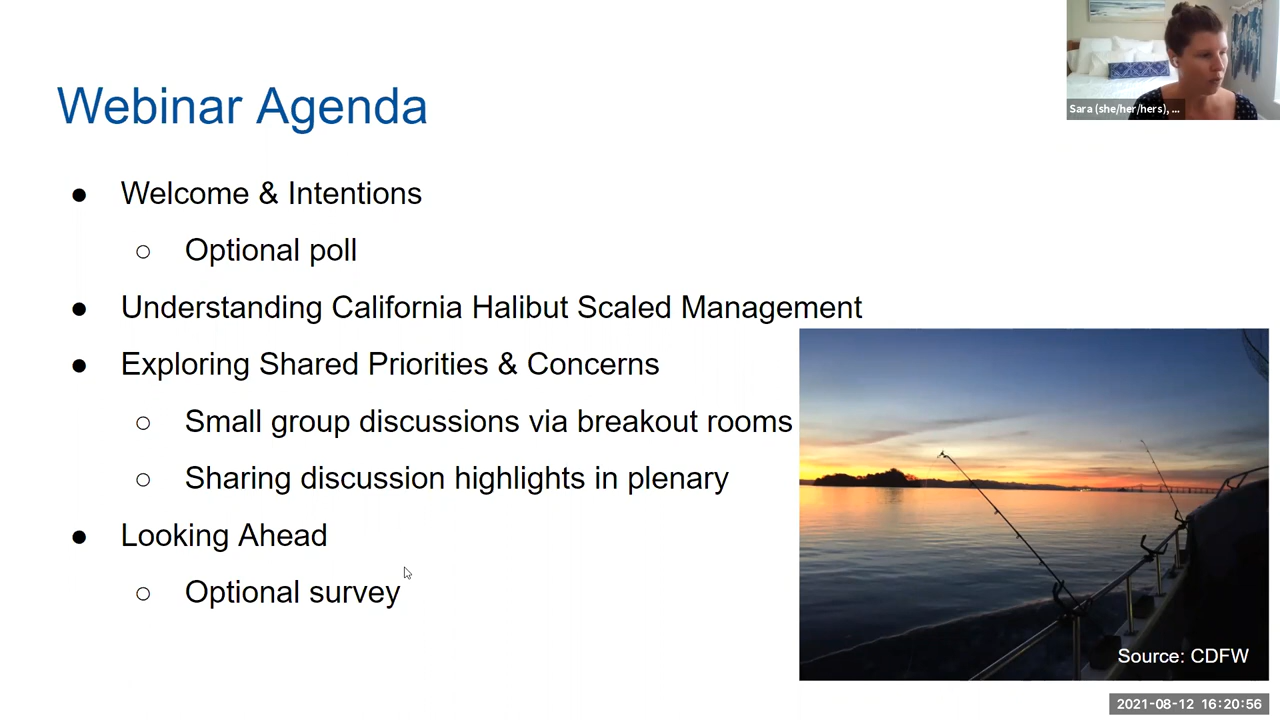 Webinar Agenda
Sara (she/her/hers), ...
● Welcome & Intentions
○ Optional poll
● Understanding California Halibut Scaled Management
● Exploring Shared Priorities & Concerns
○ Small group discussions via breakout rooms
○ Sharing discussion highlights in plenary
● Looking Ahead
○ Optional survey
Source: CDFW
2021-08-12 16:20:56